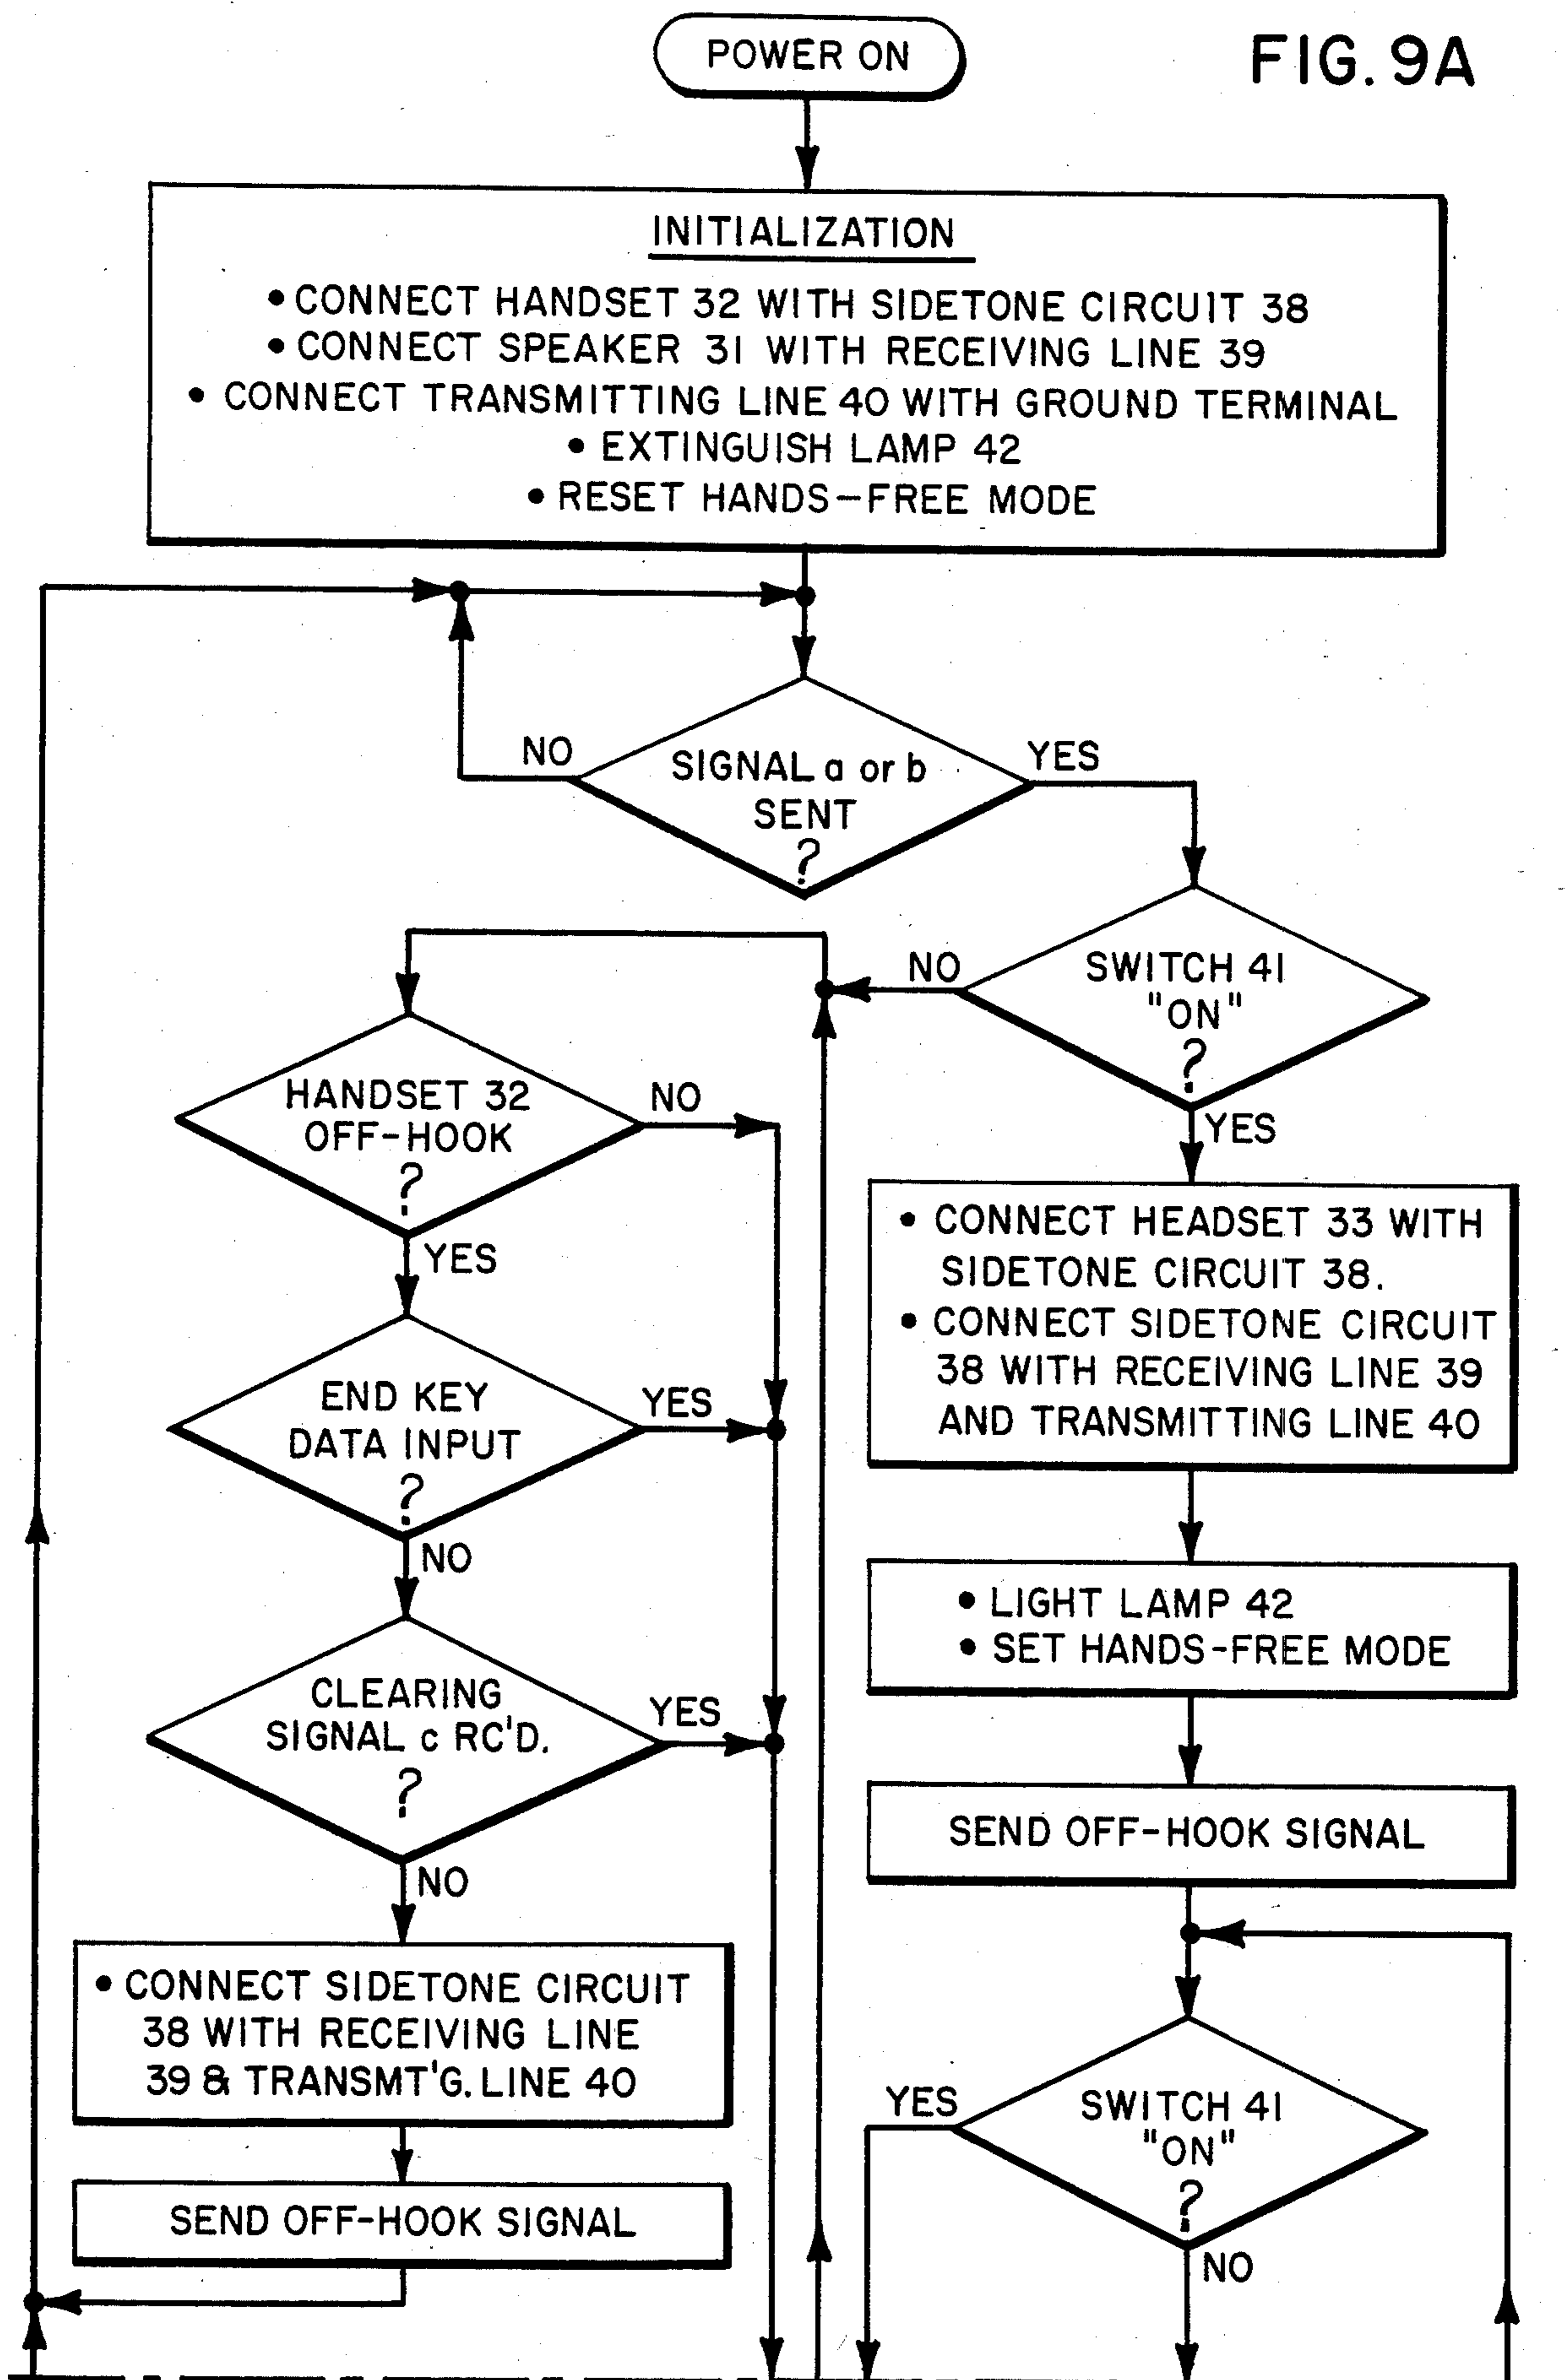 POWER ON
FIG. 9A
INITIALIZATION
• CONNECT HANDSET 32 WITH SIDETONE CIRCUIT 38
• CONNECT SPEAKER 31 WITH RECEIVING LINE 39
• CONNECT TRANSMITTING LINE 40 WITH GROUND TERMINAL
• EXTINGUISH LAMP 42
• RESET HANDS-FREE MODE
NO
SIGNAL a or b
SENT
?
YES
NO
SWITCH 41
"ON"
?
YES
HANDSET 32
OFF-HOOK
?
NO
YES
• CONNECT HEADSET 33 WITH
SIDETONE CIRCUIT 38.
• CONNECT SIDETONE CIRCUIT
38 WITH RECEIVING LINE 39
AND TRANSMITTING LINE 40
END KEY
DATA INPUT
?
YES
NO
• LIGHT LAMP 42
• SET HANDS-FREE MODE
CLEARING
SIGNAL c RC'D.
?
YES
NO
SEND OFF-HOOK SIGNAL
• CONNECT SIDETONE CIRCUIT
38 WITH RECEIVING LINE
39 & TRANSMT'G. LINE 40
SEND OFF-HOOK SIGNAL
YES
SWITCH 41
"ON"
?
NO